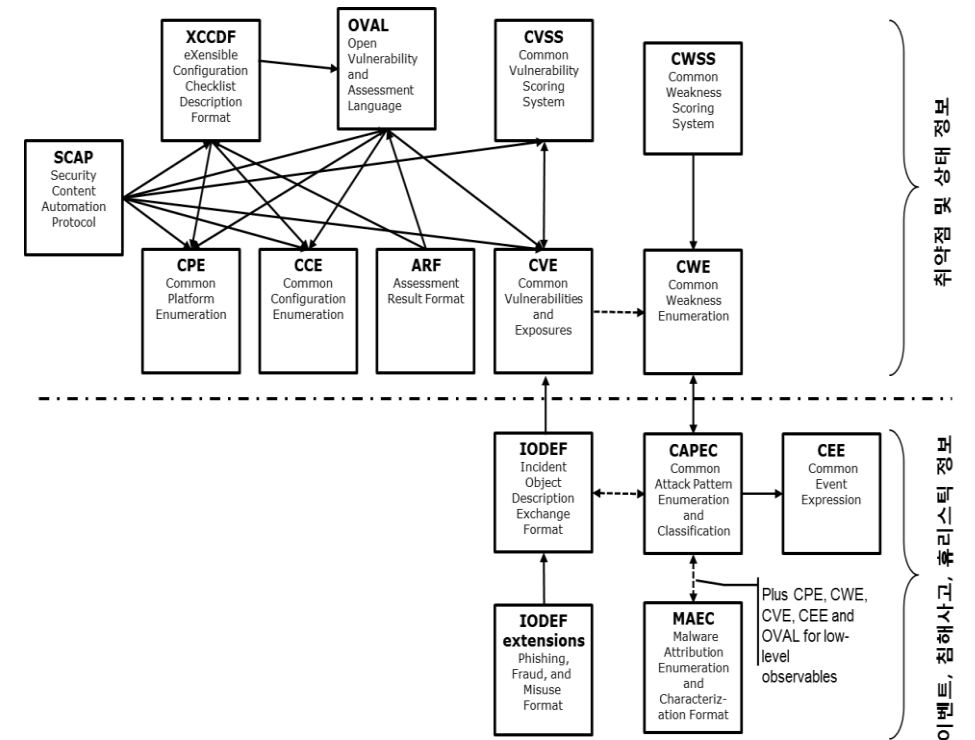 XCCDF
eXensible
Configuration
Checklist
Description
Format
OVAL
Open
Vulnerability
and
Assessment
Language
CVSS
Common
Vulnerability
Scoring
System
CWSS
Common
Weakness
Scoring
System
SCAP
Security
Content
Automation
Protocol
CPE
Common
Platform
Enumeration
CCE
Common
Configuration
Enumeration
ARF
Assessment
Result Format
CVE
Common
Vulnerabilities
and
Exposures
CWE
Common
Weakness
Enumeration
취약점 및 상태 정보
IODEF
Incident
Object
Description
Exchange
Format
CAPEC
Common
Attack Pattern
Enumeration
and
Classification
CEE
Common
Event
Expression
IODEF
extensions
Phishing,
Fraud, and
Misuse
Format
MAEC
Malware
Attribution
Enumeration
and
Characteriz-
ation Format
Plus CPE, CWE,
CVE, CEE and
OVAL for low-
level
observables
이벤트, 침해사고, 휴리스틱 정보